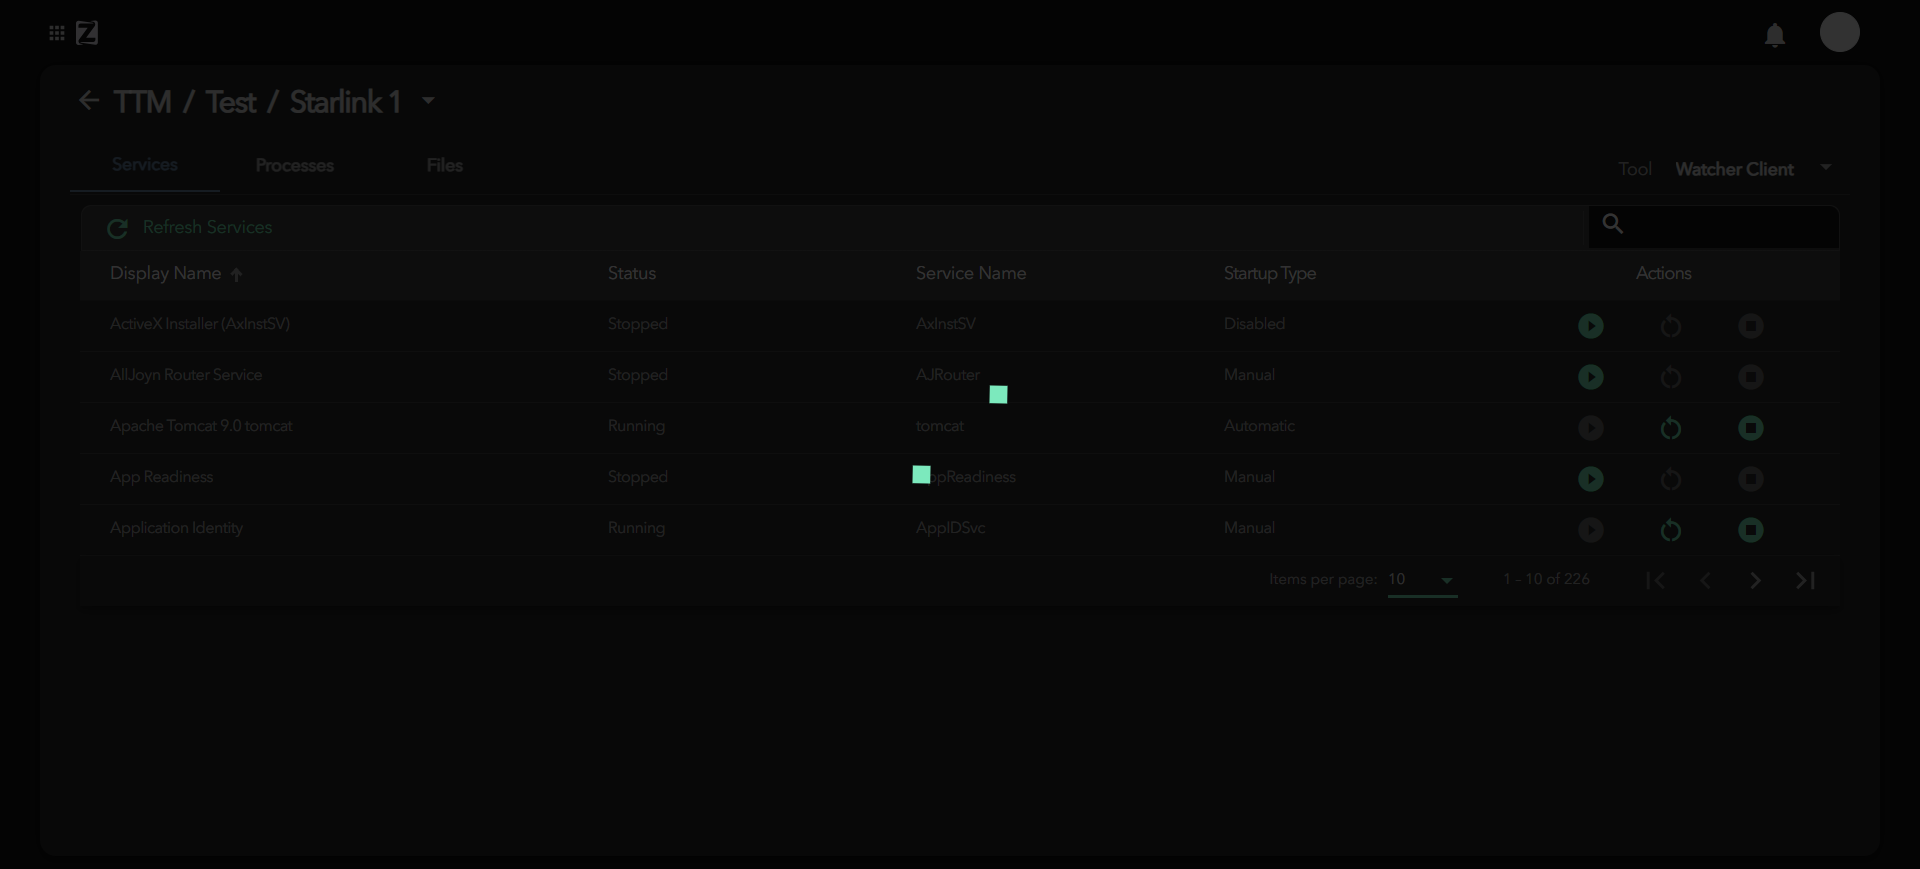 Z
TTM / Test / Starlink 1
Services Processes Files Tool Watcher Client
Refresh Services
Display Name Status Service Name Startup Type Actions
ActiveX Installer (AxInstSV) Stopped AxInstSV Disabled
AllJoyn Router Service Stopped AJRouter Manual
Apache Tomcat 9.0 tomcat Running tomcat Automatic
App Readiness Stopped ppReadiness Manual
Application Identity Running AppIDSvc Manual
Items per page: 10 1 - 10 of 226